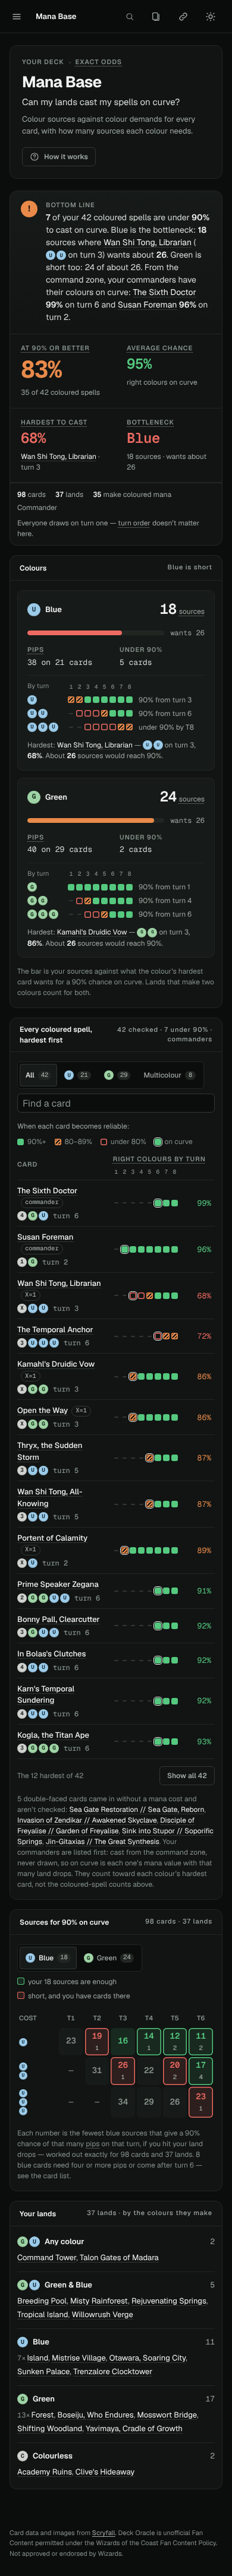 Mana Base
YOUR DECK · EXACT ODDS
Mana Base
Can my lands cast my spells on curve?
Colour sources against colour demands for every
card, with how many sources each colour needs.
How it works
!
BOTTOM LINE
7 of your 42 coloured spells are under 90%
to cast on curve. Blue is the bottleneck: 18
sources where Wan Shi Tong, Librarian (
U U on turn 3) wants about 26. Green is
short too: 24 of about 26. From the
command zone, your commanders have
their colours on curve: The Sixth Doctor
99% on turn 6 and Susan Foreman 96% on
turn 2.
AT 90% OR BETTER
83%
35 of 42 coloured spells
AVERAGE CHANCE
95%
right colours on curve
HARDEST TO CAST
68%
Wan Shi Tong, Librarian ·
turn 3
BOTTLENECK
Blue
18 sources · wants about
26
98 cards 37 lands 35 make coloured mana
Commander
Everyone draws on turn one — turn order doesn't matter
here.
Colours Blue is short
U Blue 18 sources
wants 26
PIPS UNDER 90%
38 on 21 cards 5 cards
By turn 1 2 3 4 5 6 7 8
U 90% from turn 3
U U – 90% from turn 6
U U U – – under 90% by T8
Hardest: Wan Shi Tong, Librarian — U U on turn 3,
68%. About 26 sources would reach 90%.
G Green 24 sources
wants 26
PIPS UNDER 90%
40 on 29 cards 2 cards
By turn 1 2 3 4 5 6 7 8
G 90% from turn 1
G G – 90% from turn 4
G G G – – 90% from turn 6
Hardest: Kamahl's Druidic Vow — G G on turn 3,
86%. About 26 sources would reach 90%.
The bar is your sources against what the colour's hardest
card wants for a 90% chance on curve. Lands that make two
colours count for both.
Every coloured spell,
hardest first
42 checked · 7 under 90% ·
commanders
All 42 U 21 G 29 Multicolour 8
Find a card
When each card becomes reliable:
90%+ 80–89% under 80% on curve
CARD RIGHT COLOURS BY TURN
1 2 3 4 5 6 7 8
The Sixth Doctor
commander
4 G U turn 6
99%
Susan Foreman
commander
1 G turn 2
96%
Wan Shi Tong, Librarian
X=1
X U U turn 3
68%
The Temporal Anchor
3 U U U turn 6
72%
Kamahl's Druidic Vow
X=1
X G G turn 3
86%
Open the Way X=1
X G G turn 3
86%
Thryx, the Sudden
Storm
3 U U turn 5
87%
Wan Shi Tong, All-
Knowing
3 U U turn 5
87%
Portent of Calamity
X=1
X U turn 2
89%
Prime Speaker Zegana
2 G G U U turn 6
91%
Bonny Pall, Clearcutter
3 G U U turn 6
92%
In Bolas's Clutches
4 U U turn 6
92%
Karn's Temporal
Sundering
4 U U turn 6
92%
Kogla, the Titan Ape
3 G G G turn 6
93%
The 12 hardest of 42
Show all 42
5 double-faced cards came in without a mana cost and
aren't checked: Sea Gate Restoration // Sea Gate, Reborn,
Invasion of Zendikar // Awakened Skyclave, Disciple of
Freyalise // Garden of Freyalise, Sink into Stupor // Soporific
Springs, Jin-Gitaxias // The Great Synthesis. Your
commanders are listed first: cast from the command zone,
never drawn, so on curve is each one's mana value with that
many land drops. They count toward each colour's hardest
card, not the coloured-spell counts above.
Sources for 90% on curve 98 cards · 37 lands
U Blue 18 G Green 24
your 18 sources are enough
short, and you have cards there
COST T1 T2 T3 T4 T5 T6
U 23 19 1 16 14 1 12 2 11 2
U U – 31 26 1 22 20 2 17 4
U U U – – 34 29 26 23 1
Each number is the fewest blue sources that give a 90%
chance of that many pips on that turn, if you hit your land
drops — worked out exactly for 98 cards and 37 lands. 8
blue cards need four or more pips or come after turn 6 —
see the card list.
Your lands 37 lands · by the colours they make
G U Any colour 2
Command Tower, Talon Gates of Madara
G U Green & Blue 5
Breeding Pool, Misty Rainforest, Rejuvenating Springs,
Tropical Island, Willowrush Verge
U Blue 11
7× Island, Mistrise Village, Otawara, Soaring City,
Sunken Palace, Trenzalore Clocktower
G Green 17
13× Forest, Boseiju, Who Endures, Mosswort Bridge,
Shifting Woodland, Yavimaya, Cradle of Growth
C Colourless 2
Academy Ruins, Clive's Hideaway
Card data and images from Scryfall. Deck Oracle is unofficial Fan
Content permitted under the Wizards of the Coast Fan Content Policy.
Not approved or endorsed by Wizards.